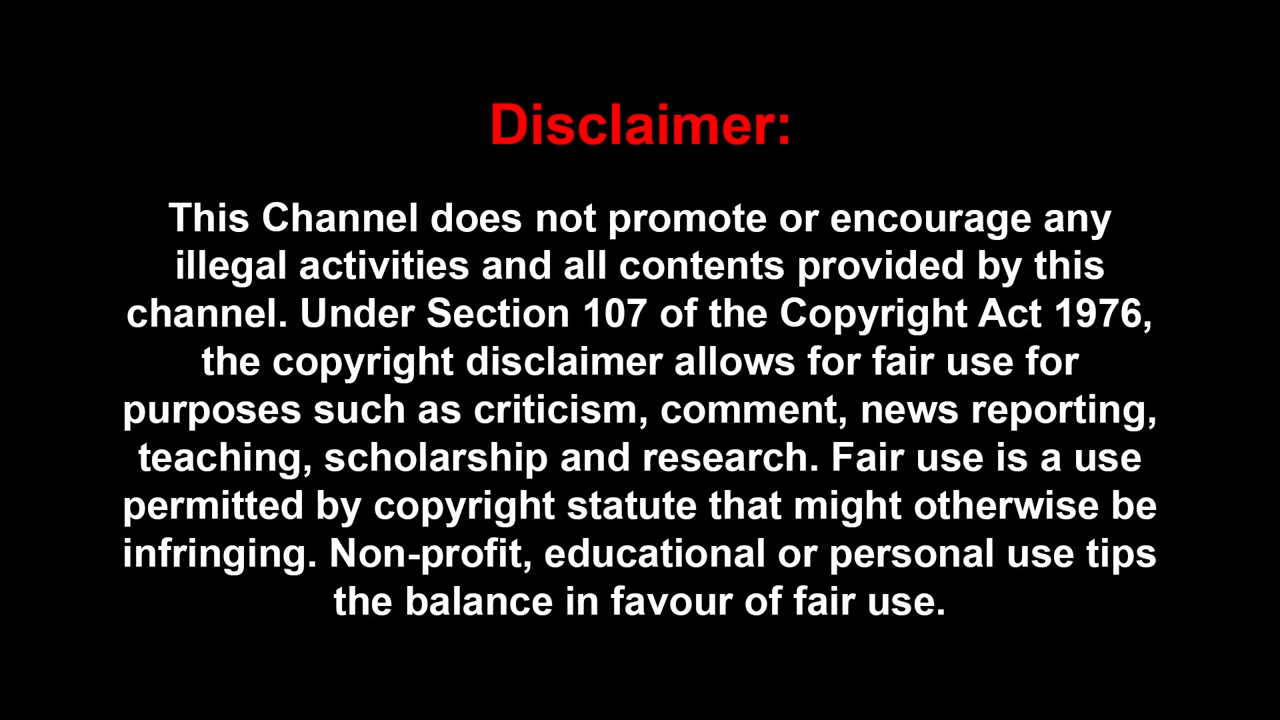 Disclaimer:
This Channel does not promote or encourage any
illegal activities and all contents provided by this
channel. Under Section 107 of the Copyright Act 1976,
the copyright disclaimer allows for fair use for
purposes such as criticism, comment, news reporting,
teaching, scholarship and research. Fair use is a use
permitted by copyright statute that might otherwise be
infringing. Non-profit, educational or personal use tips
the balance in favour of fair use.